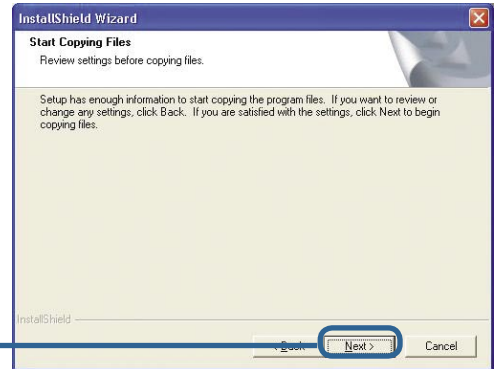 InstallShield Wizard
Start Copying Files
Review settings before copying files.
Setup has enough information to start copying the program files. If you want to review or
change any settings, click Back. If you are satisfied with the settings, click Next to begin
copying files.
InstallShield
< Back Next > Cancel